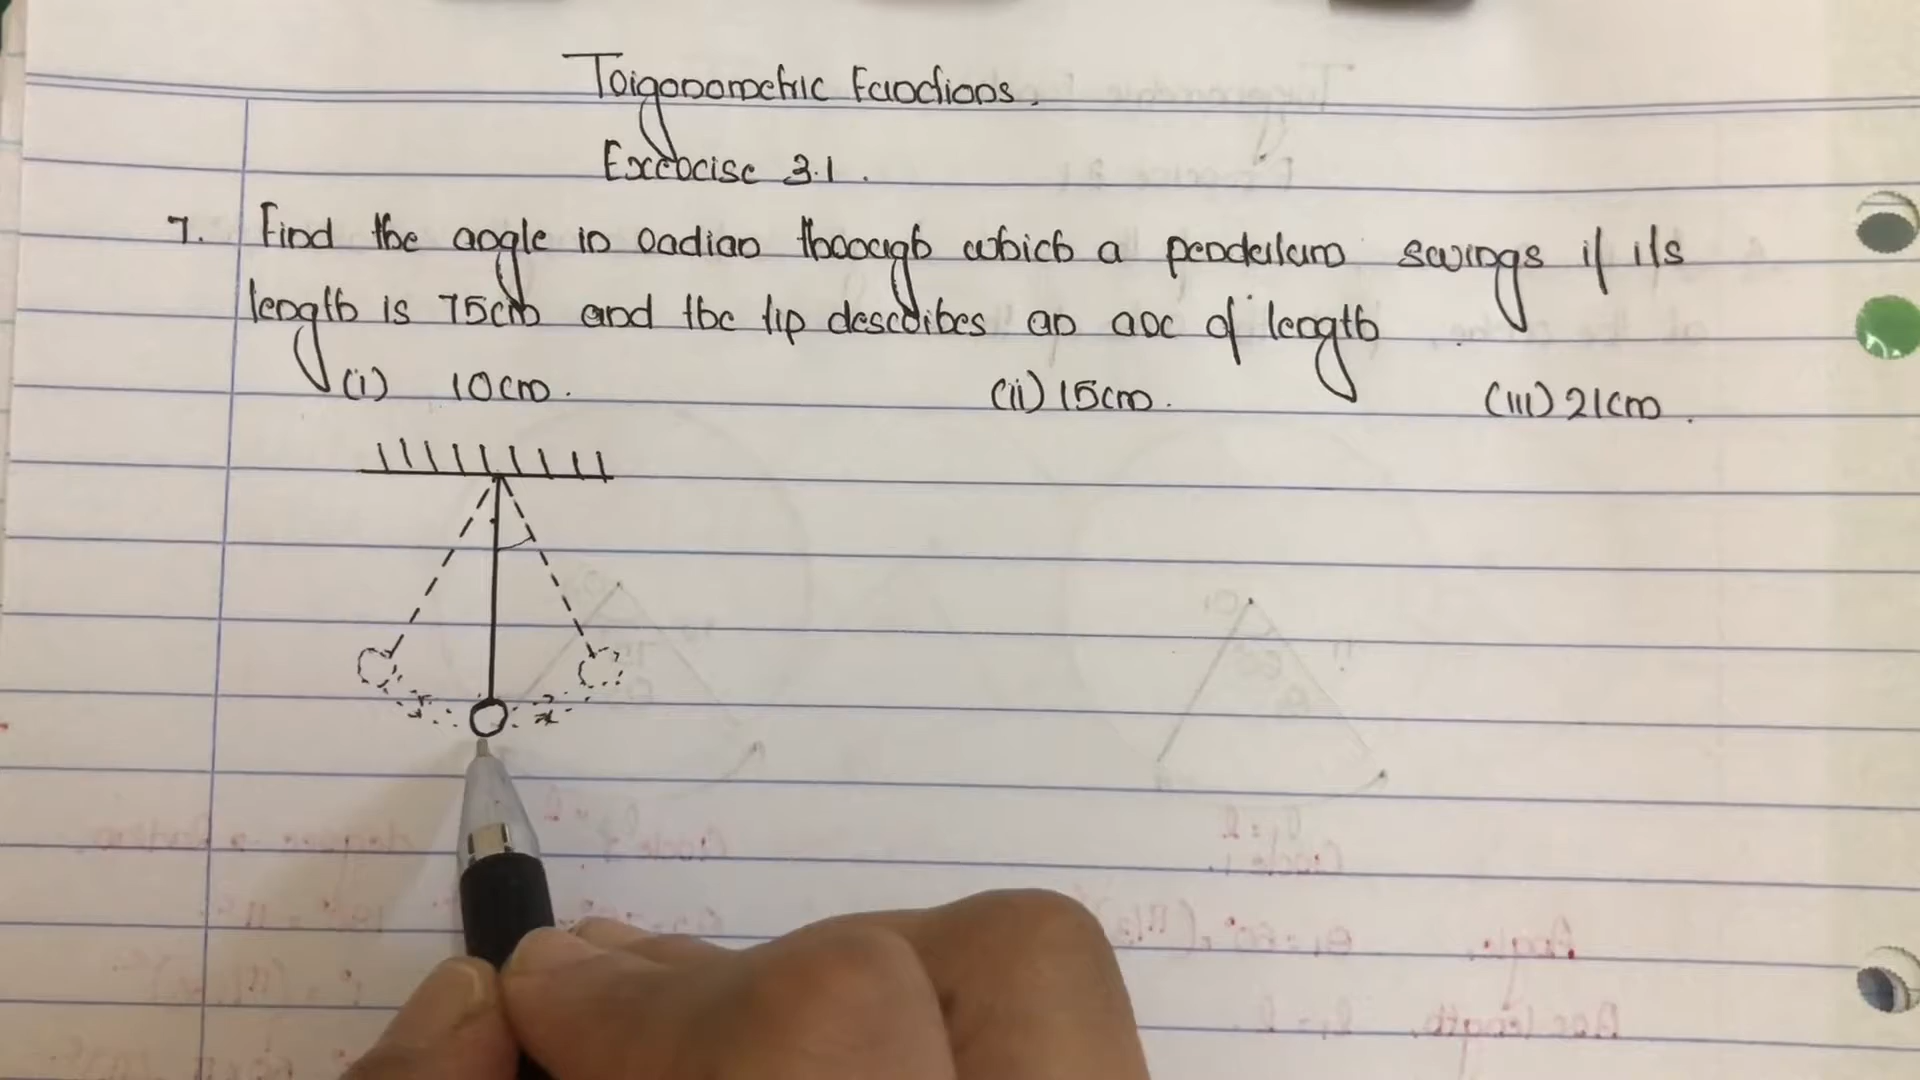 Trigonometric Functions.
Exercise 3.1.
7. Find the angle in radian through which a pendulum swings if its
length is 75cm and the tip describes an arc of length
(i) 10cm. (ii) 15cm. (iii) 21cm.